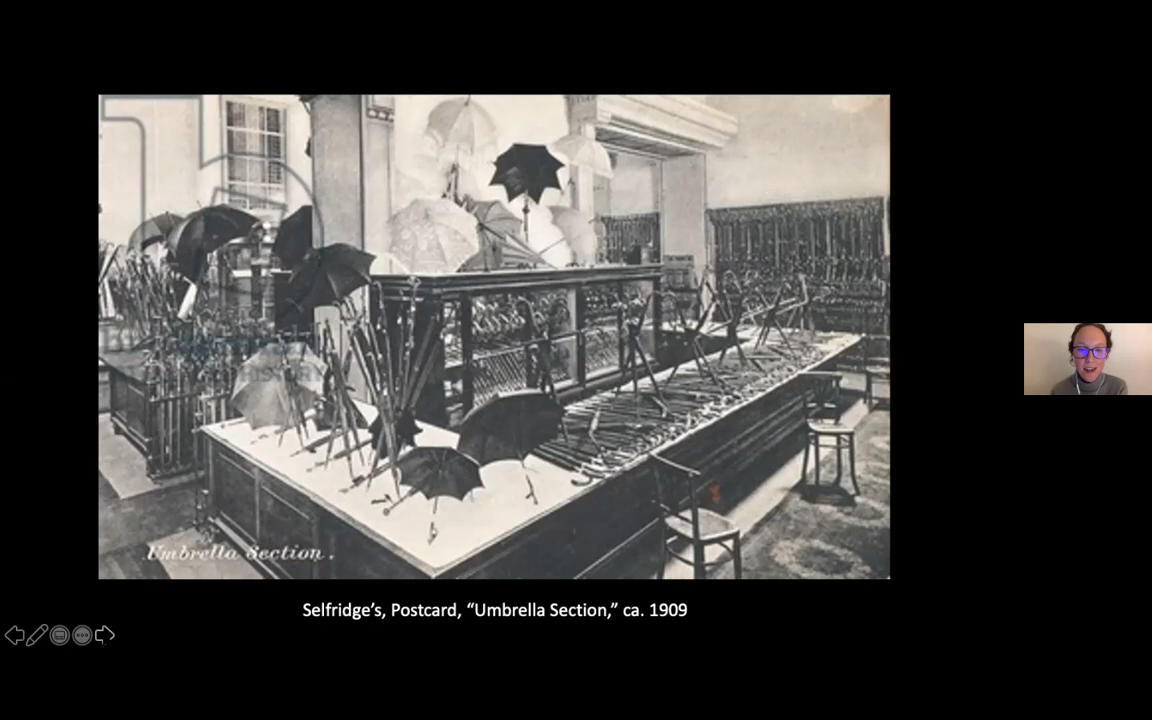 Umbrella Section.
Selfridge’s, Postcard, “Umbrella Section,” ca. 1909